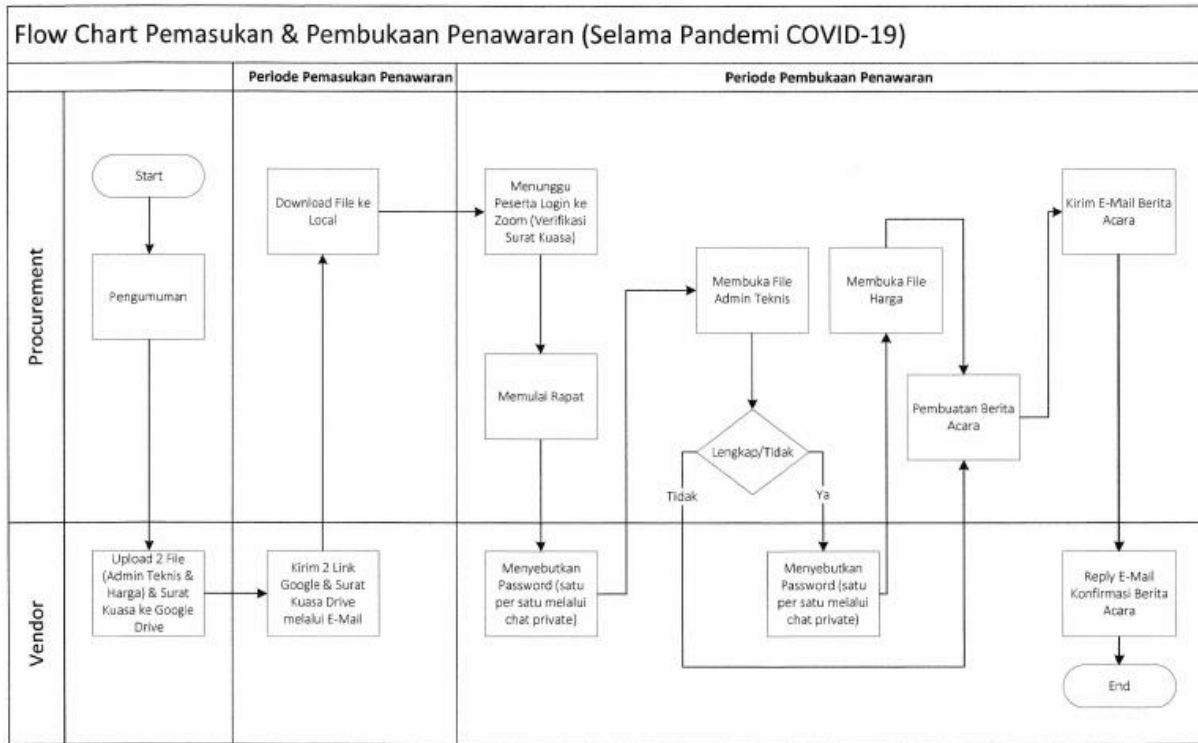 Flow Chart Pemasukan & Pembukaan Penawaran (Selama Pandemi COVID-19)
Periode Pemasukan Penawaran
Periode Pembukaan Penawaran
Procurement
Start
Pengumuman
Download File ke
Local
Menunggu
Peserta Login ke
Zoom (Verifikasi
Surat Kuasa)
Memulai Rapat
Membuka File
Admin Teknis
Lengkap/Tidak
Tidak
Ya
Membuka File
Harga
Pembuatan Berita
Acara
Kirim E-Mail Berita
Acara
Vendor
Upload 2 File
(Admin Teknis &
Harga) & Surat
Kuasa ke Google
Drive
Kirim 2 Link
Google & Surat
Kuasa Drive
melalui E-Mail
Menyebutkan
Password (satu
per satu melalui
chat private)
Menyebutkan
Password (satu
per satu melalui
chat private)
Reply E-Mail
Konfirmasi Berita
Acara
End